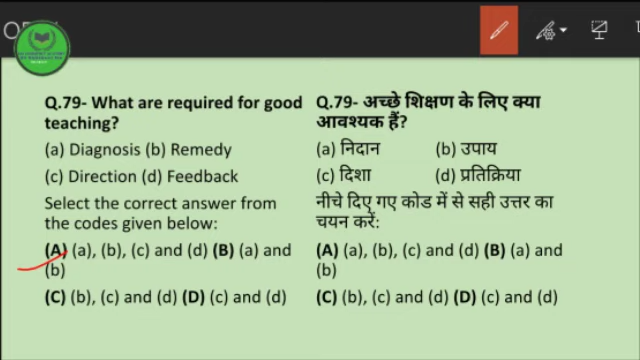 Q.79- What are required for good
teaching?
(a) Diagnosis (b) Remedy
(c) Direction (d) Feedback
Select the correct answer from
the codes given below:
(A) (a), (b), (c) and (d) (B) (a) and
(b)
(C) (b), (c) and (d) (D) (c) and (d)
Q.79- अच्छे शिक्षण के लिए क्या
आवश्यक हैं?
(a) निदान (b) उपाय
(c) दिशा (d) प्रतिक्रिया
नीचे दिए गए कोड में से सही उत्तर का
चयन करें:
(A) (a), (b), (c) and (d) (B) (a) and
(b)
(C) (b), (c) and (d) (D) (c) and (d)